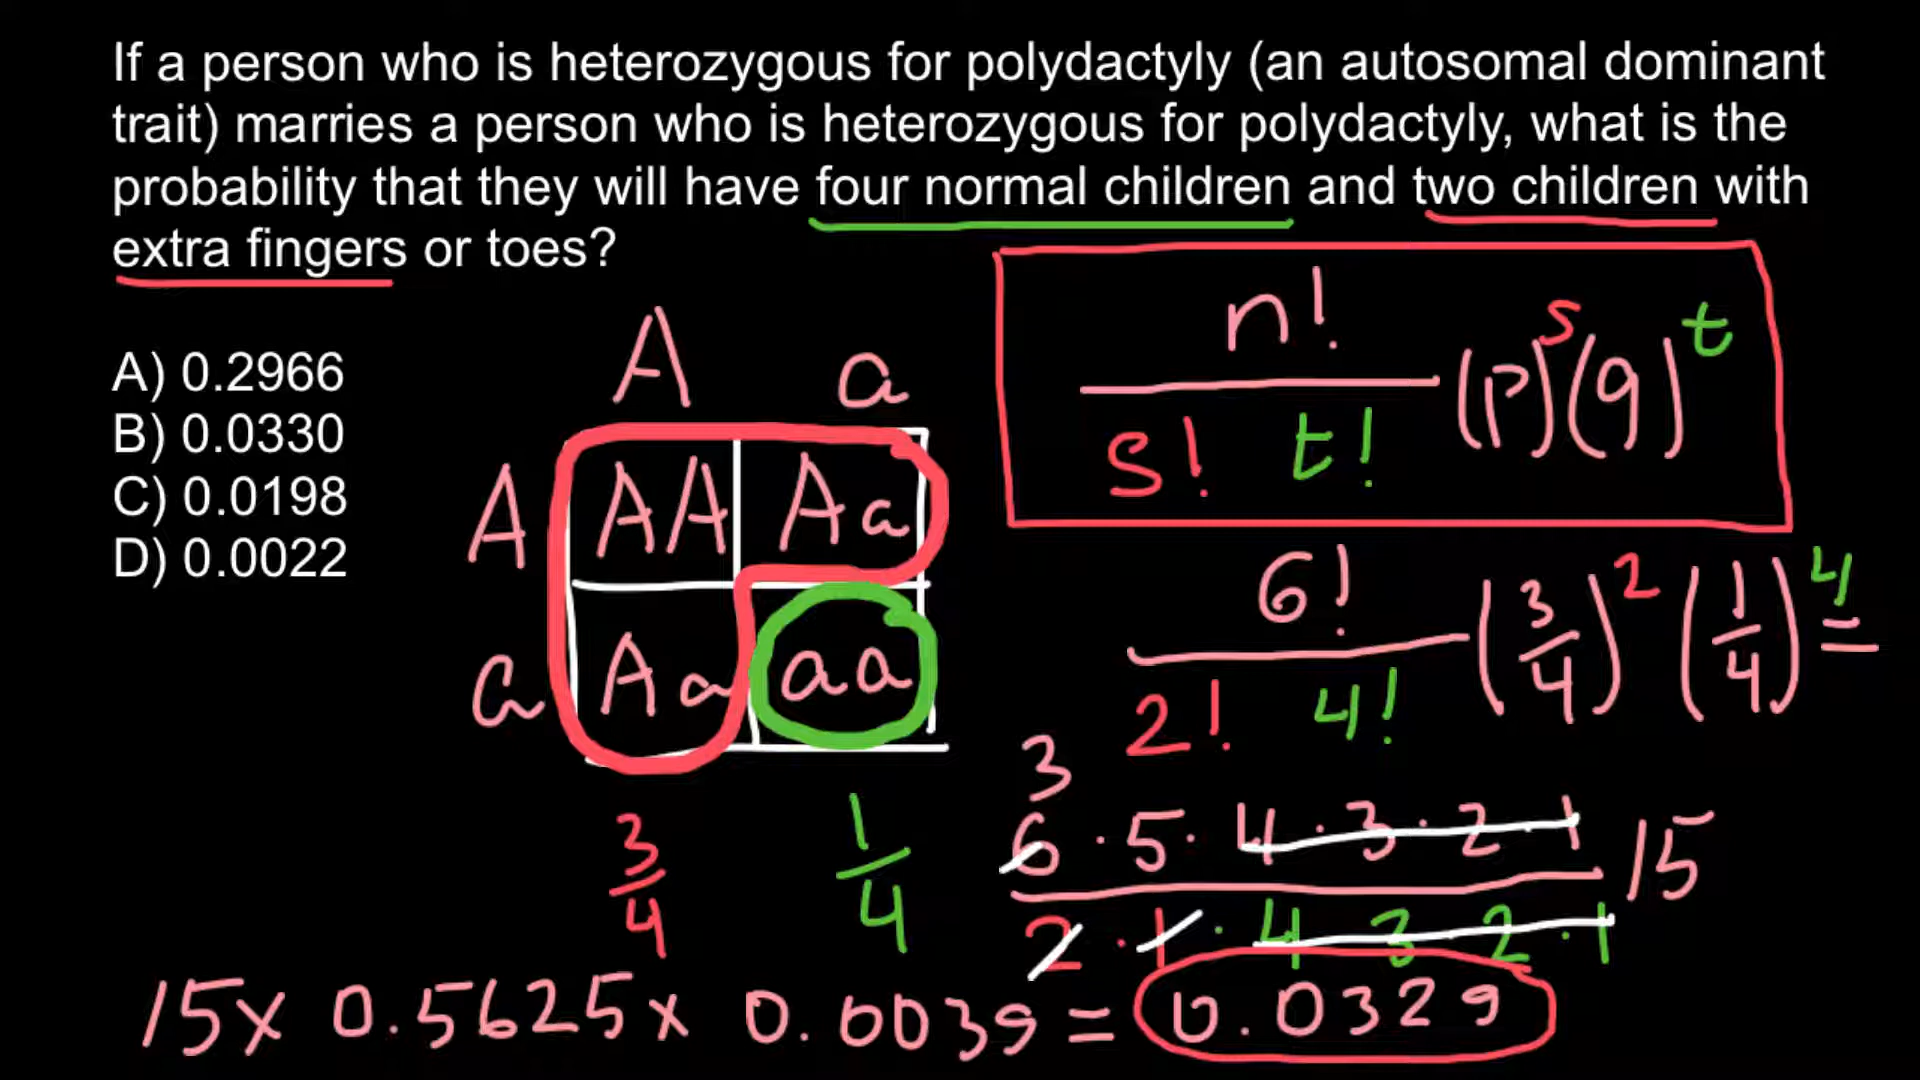 If a person who is heterozygous for polydactyly (an autosomal dominant
trait) marries a person who is heterozygous for polydactyly, what is the
probability that they will have four normal children and two children with
extra fingers or toes?
A) 0.2966
B) 0.0330
C) 0.0198
D) 0.0022
A a
A AA Aa
a Aa aa
3/4 1/4
n!
s! t! (p)^s (q)^t
6!
2! 4! (3/4)^2 (1/4)^4 =
3
6 · 5 · 4 · 3 · 2 · 1
2 · 1 · 4 3 2 · 1
15
15 x 0.5625 x 0.0039 = 0.0329